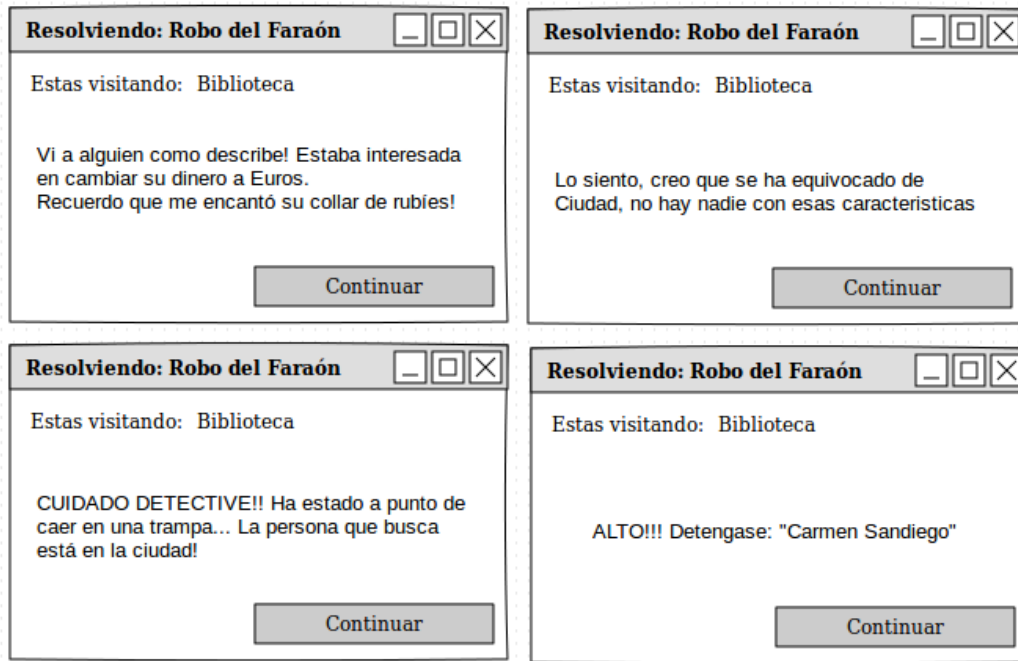 Resolviendo: Robo del Faraón
Estas visitando: Biblioteca
Vi a alguien como describe! Estaba interesada
en cambiar su dinero a Euros.
Recuerdo que me encantó su collar de rubíes!
Continuar
Resolviendo: Robo del Faraón
Estas visitando: Biblioteca
Lo siento, creo que se ha equivocado de
Ciudad, no hay nadie con esas caracteristicas
Continuar
Resolviendo: Robo del Faraón
Estas visitando: Biblioteca
CUIDADO DETECTIVE!! Ha estado a punto de
caer en una trampa... La persona que busca
está en la ciudad!
Continuar
Resolviendo: Robo del Faraón
Estas visitando: Biblioteca
ALTO!!! Detengase: "Carmen Sandiego"
Continuar